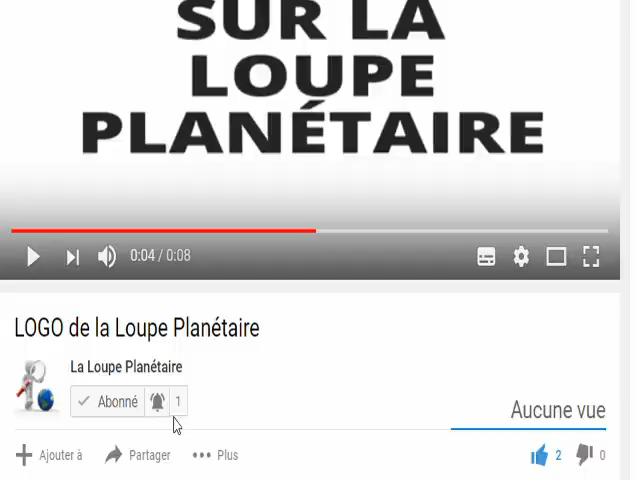 SUR LA
LOUPE
PLANÉTAIRE
0:04 / 0:08
LOGO de la Loupe Planétaire
La Loupe Planétaire
Abonné 1
Aucune vue
Ajouter à Partager Plus 2 0